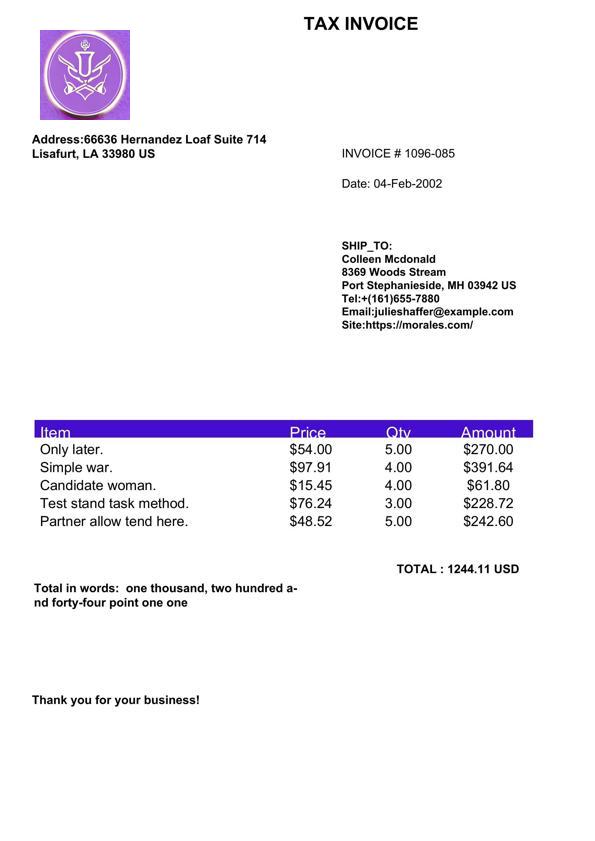 TAX INVOICE
Address:66636 Hernandez Loaf Suite 714
Lisafurt, LA 33980 US
INVOICE # 1096-085
Date: 04-Feb-2002
SHIP_TO:
Colleen Mcdonald
8369 Woods Stream
Port Stephanieside, MH 03942 US
Tel:+(161)655-7880
Email:julieshaffer@example.com
Site:https://morales.com/
Item Price Qty Amount
Only later. $54.00 5.00 $270.00
Simple war. $97.91 4.00 $391.64
Candidate woman. $15.45 4.00 $61.80
Test stand task method. $76.24 3.00 $228.72
Partner allow tend here. $48.52 5.00 $242.60
TOTAL : 1244.11 USD
Total in words:  one thousand, two hundred a-
nd forty-four point one one
Thank you for your business!